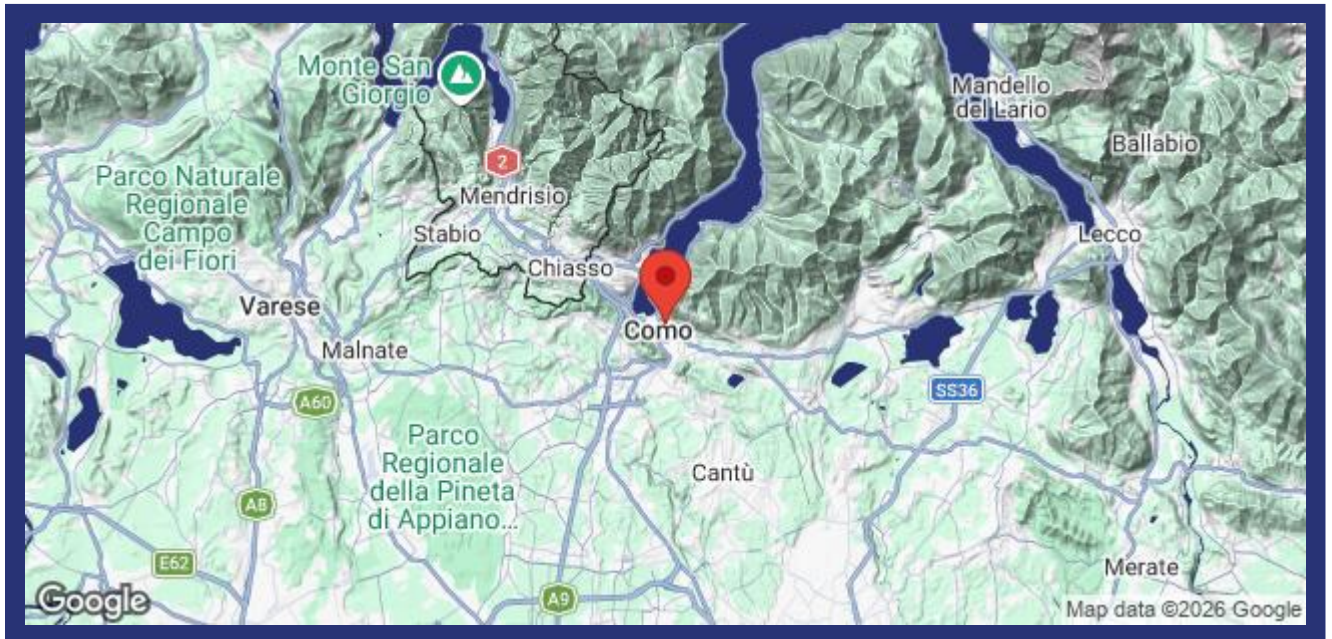 Monte San
Giorgio
Mandello
del Lario
Ballabio
2
Parco Naturale
Regionale
Campo
dei Fiori
Mendrisio
Stabio
Lecco
Chiasso
Varese
Como
Malnate
A60
SS36
Parco
Regionale
della Pineta
di Appiano...
Cantù
A8
E62
Merate
A9
Google
Map data ©2026 Google